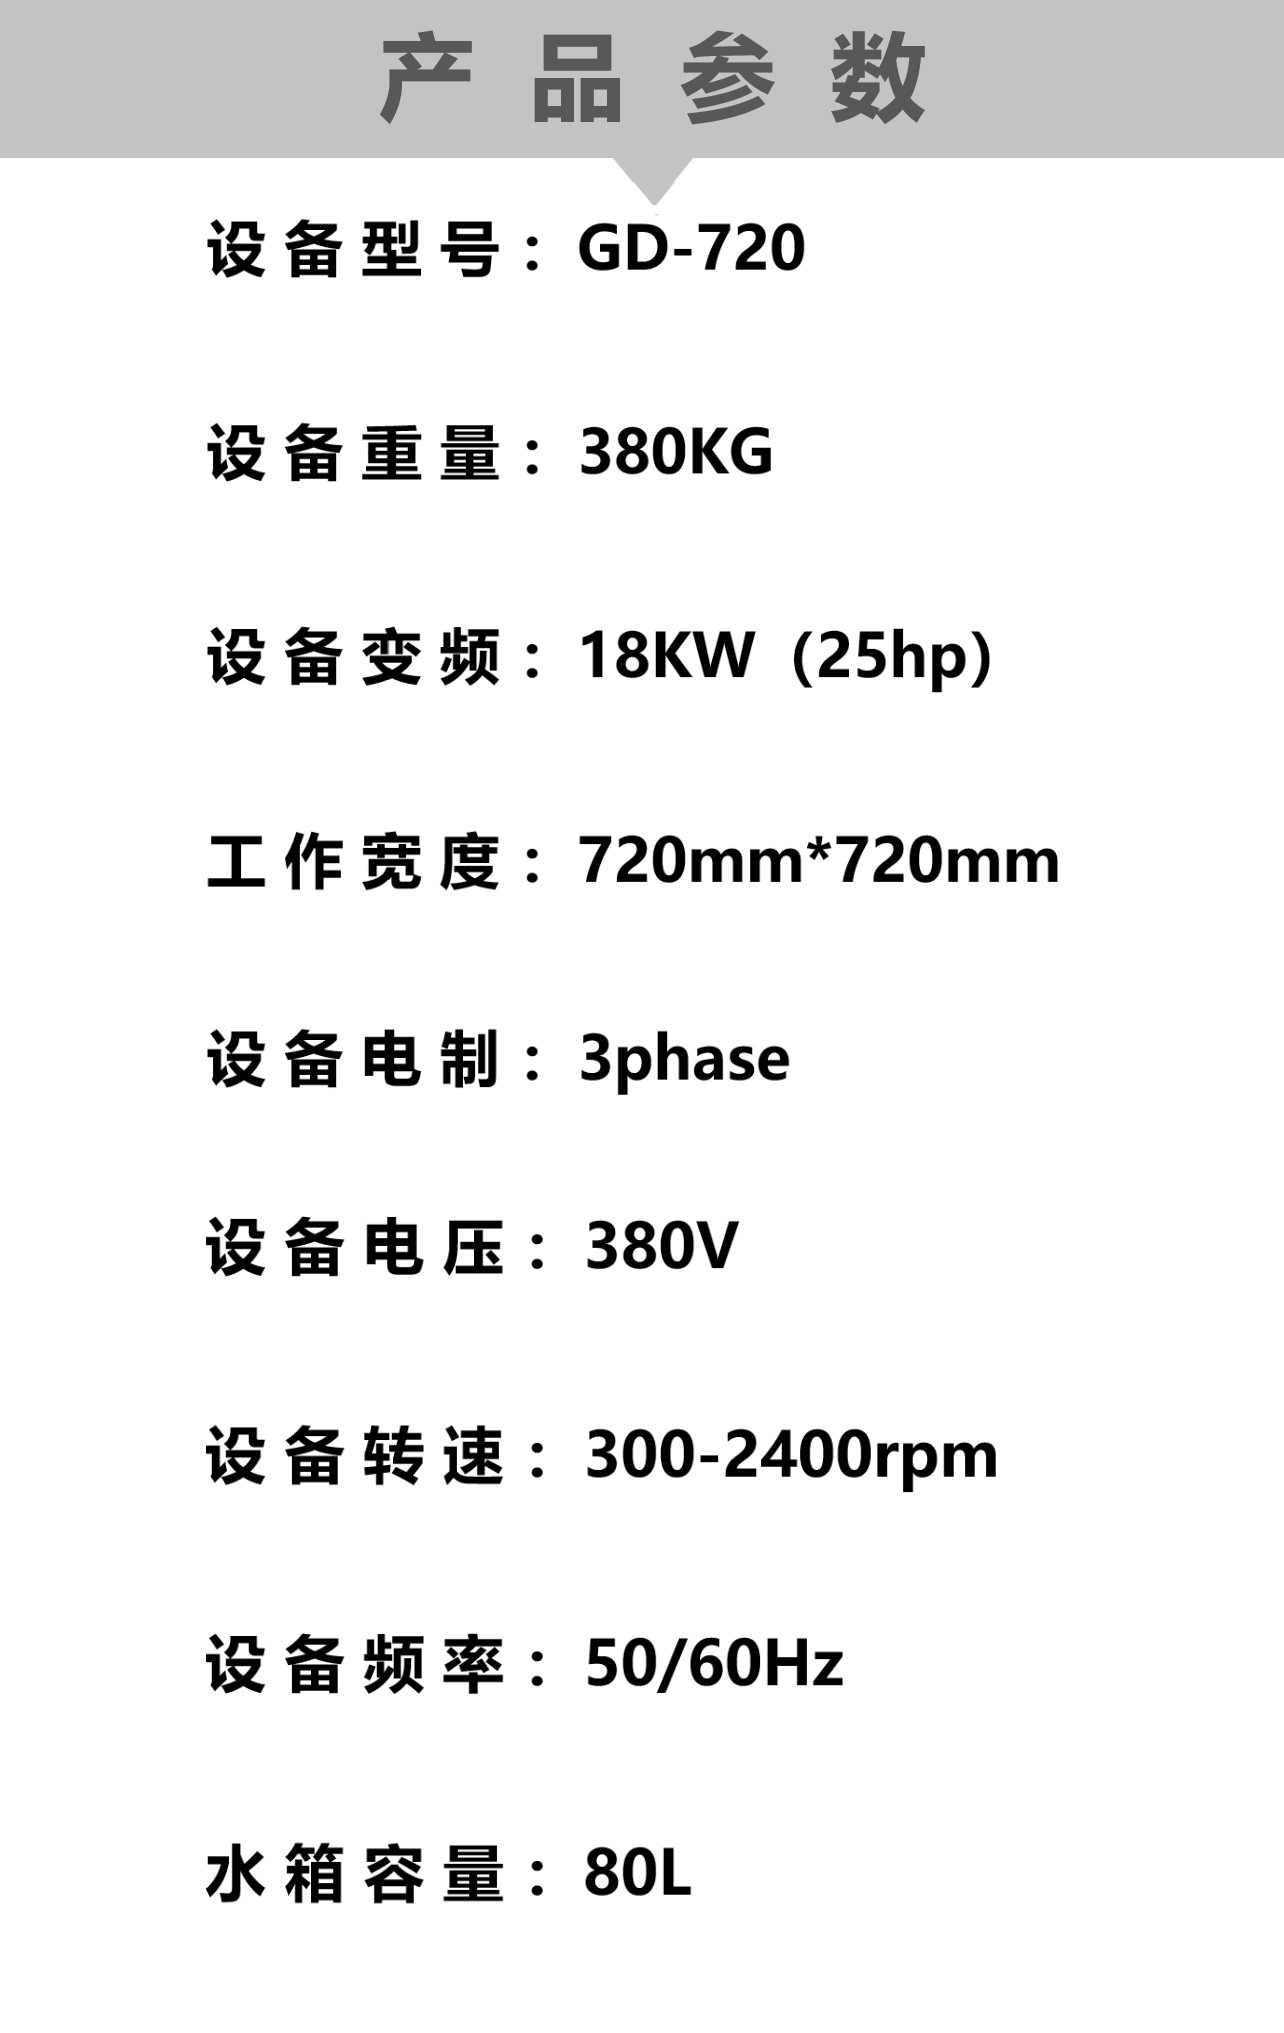 产品参数
设备型号：GD-720
设备重量：380KG
设备变频：18KW（25hp）
工作宽度：720mm*720mm
设备电制：3phase
设备电压：380V
设备转速：300-2400rpm
设备频率：50/60Hz
水箱容量：80L